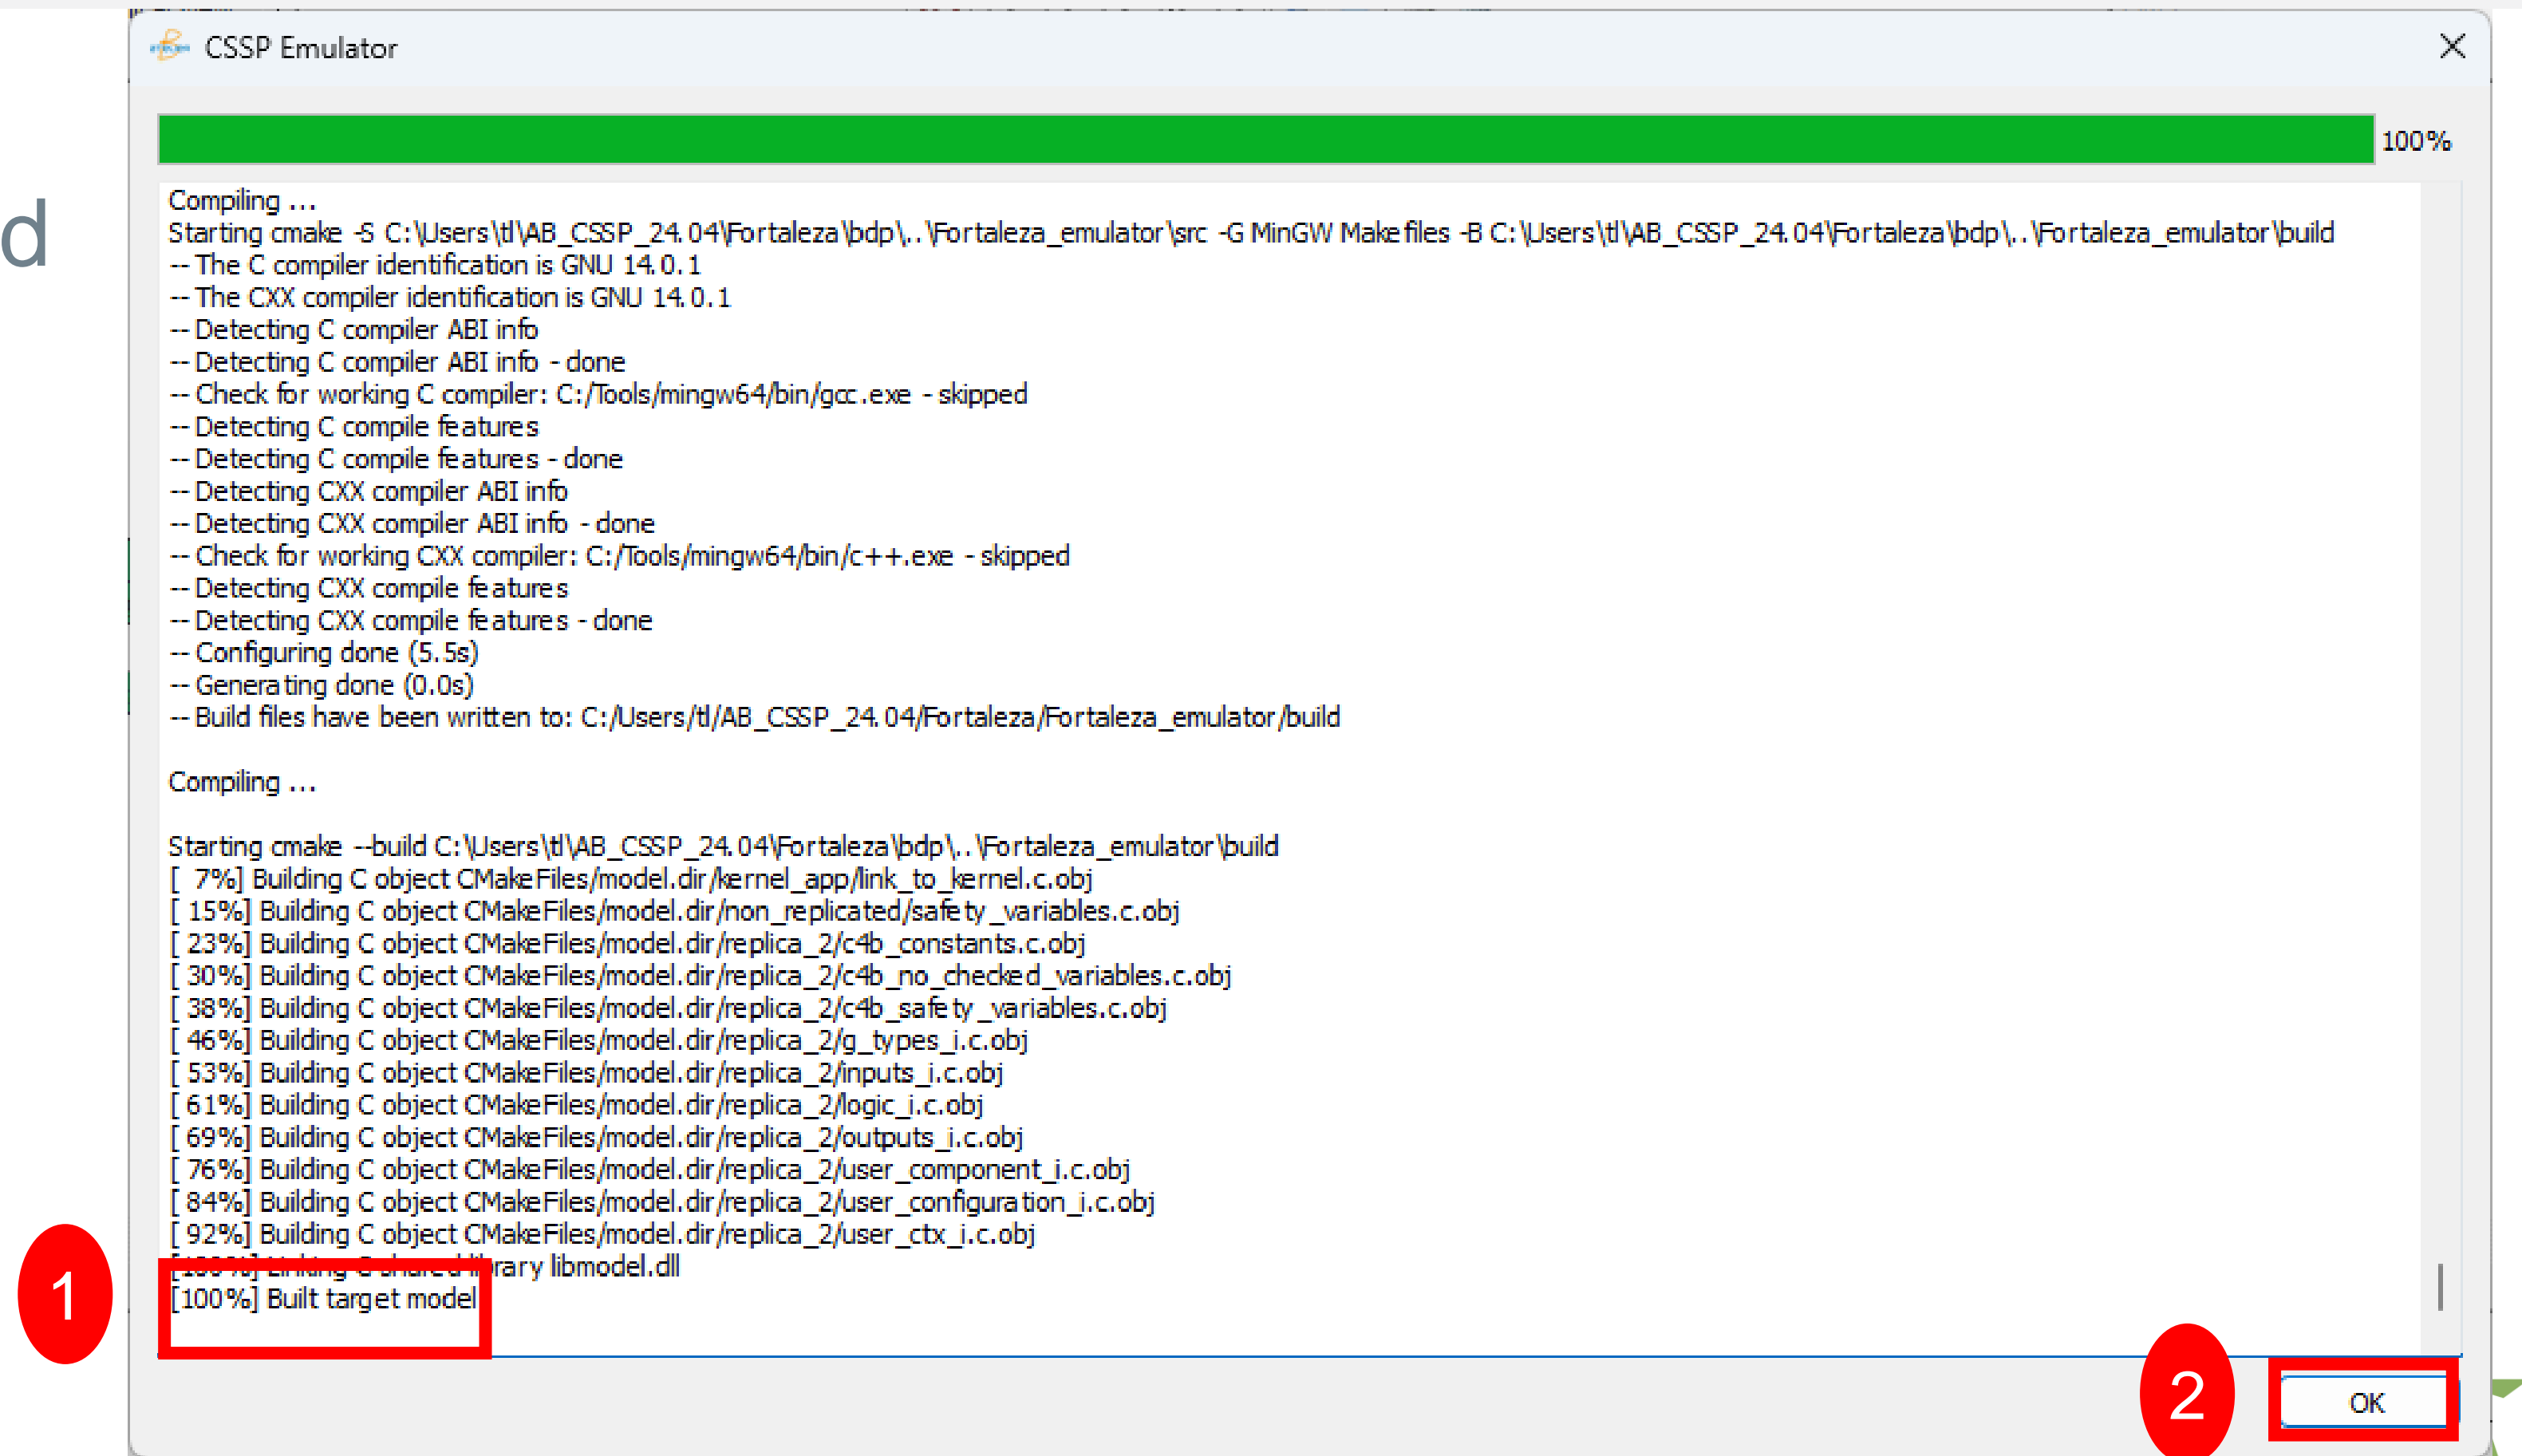 CSSP Emulator
100%
d
Compiling ...
Starting cmake -S C:\Users\tl\AB_CSSP_24.04\Fortaleza\bdp\..\Fortaleza_emulator\src -G MinGW Makefiles -B C:\Users\tl\AB_CSSP_24.04\Fortaleza\bdp\..\Fortaleza_emulator\build
-- The C compiler identification is GNU 14.0.1
-- The CXX compiler identification is GNU 14.0.1
-- Detecting C compiler ABI info
-- Detecting C compiler ABI info - done
-- Check for working C compiler: C:/Tools/mingw64/bin/gcc.exe - skipped
-- Detecting C compile features
-- Detecting C compile features - done
-- Detecting CXX compiler ABI info
-- Detecting CXX compiler ABI info - done
-- Check for working CXX compiler: C:/Tools/mingw64/bin/c++.exe - skipped
-- Detecting CXX compile features
-- Detecting CXX compile features - done
-- Configuring done (5.5s)
-- Generating done (0.0s)
-- Build files have been written to: C:/Users/tl/AB_CSSP_24.04/Fortaleza/Fortaleza_emulator/build
Compiling ...
Starting cmake --build C:\Users\tl\AB_CSSP_24.04\Fortaleza\bdp\..\Fortaleza_emulator\build
[ 7%] Building C object CMakeFiles/model.dir/kernel_app/link_to_kernel.c.obj
[ 15%] Building C object CMakeFiles/model.dir/non_replicated/safety_variables.c.obj
[ 23%] Building C object CMakeFiles/model.dir/replica_2/c4b_constants.c.obj
[ 30%] Building C object CMakeFiles/model.dir/replica_2/c4b_no_checked_variables.c.obj
[ 38%] Building C object CMakeFiles/model.dir/replica_2/c4b_safety_variables.c.obj
[ 46%] Building C object CMakeFiles/model.dir/replica_2/g_types_i.c.obj
[ 53%] Building C object CMakeFiles/model.dir/replica_2/inputs_i.c.obj
[ 61%] Building C object CMakeFiles/model.dir/replica_2/logic_i.c.obj
[ 69%] Building C object CMakeFiles/model.dir/replica_2/outputs_i.c.obj
[ 76%] Building C object CMakeFiles/model.dir/replica_2/user_component_i.c.obj
[ 84%] Building C object CMakeFiles/model.dir/replica_2/user_configuration_i.c.obj
[ 92%] Building C object CMakeFiles/model.dir/replica_2/user_ctx_i.c.obj
[100%] Linking C shared library libmodel.dll
1
[100%] Built target model
2
OK